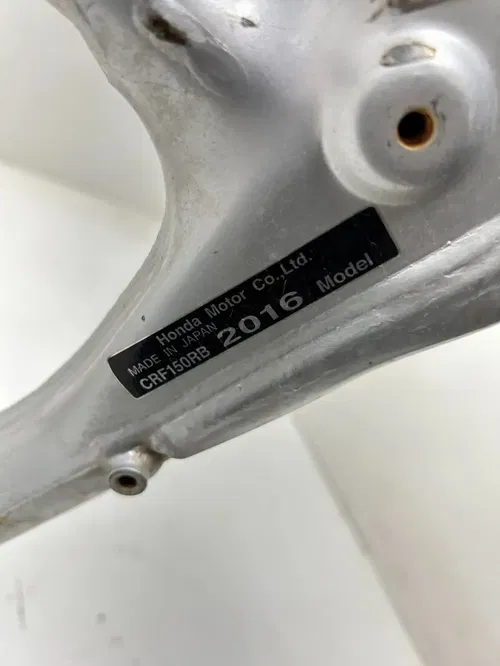 Honda Motor Co.,Ltd.
MADE IN JAPAN
CRF150RB
2016 Model